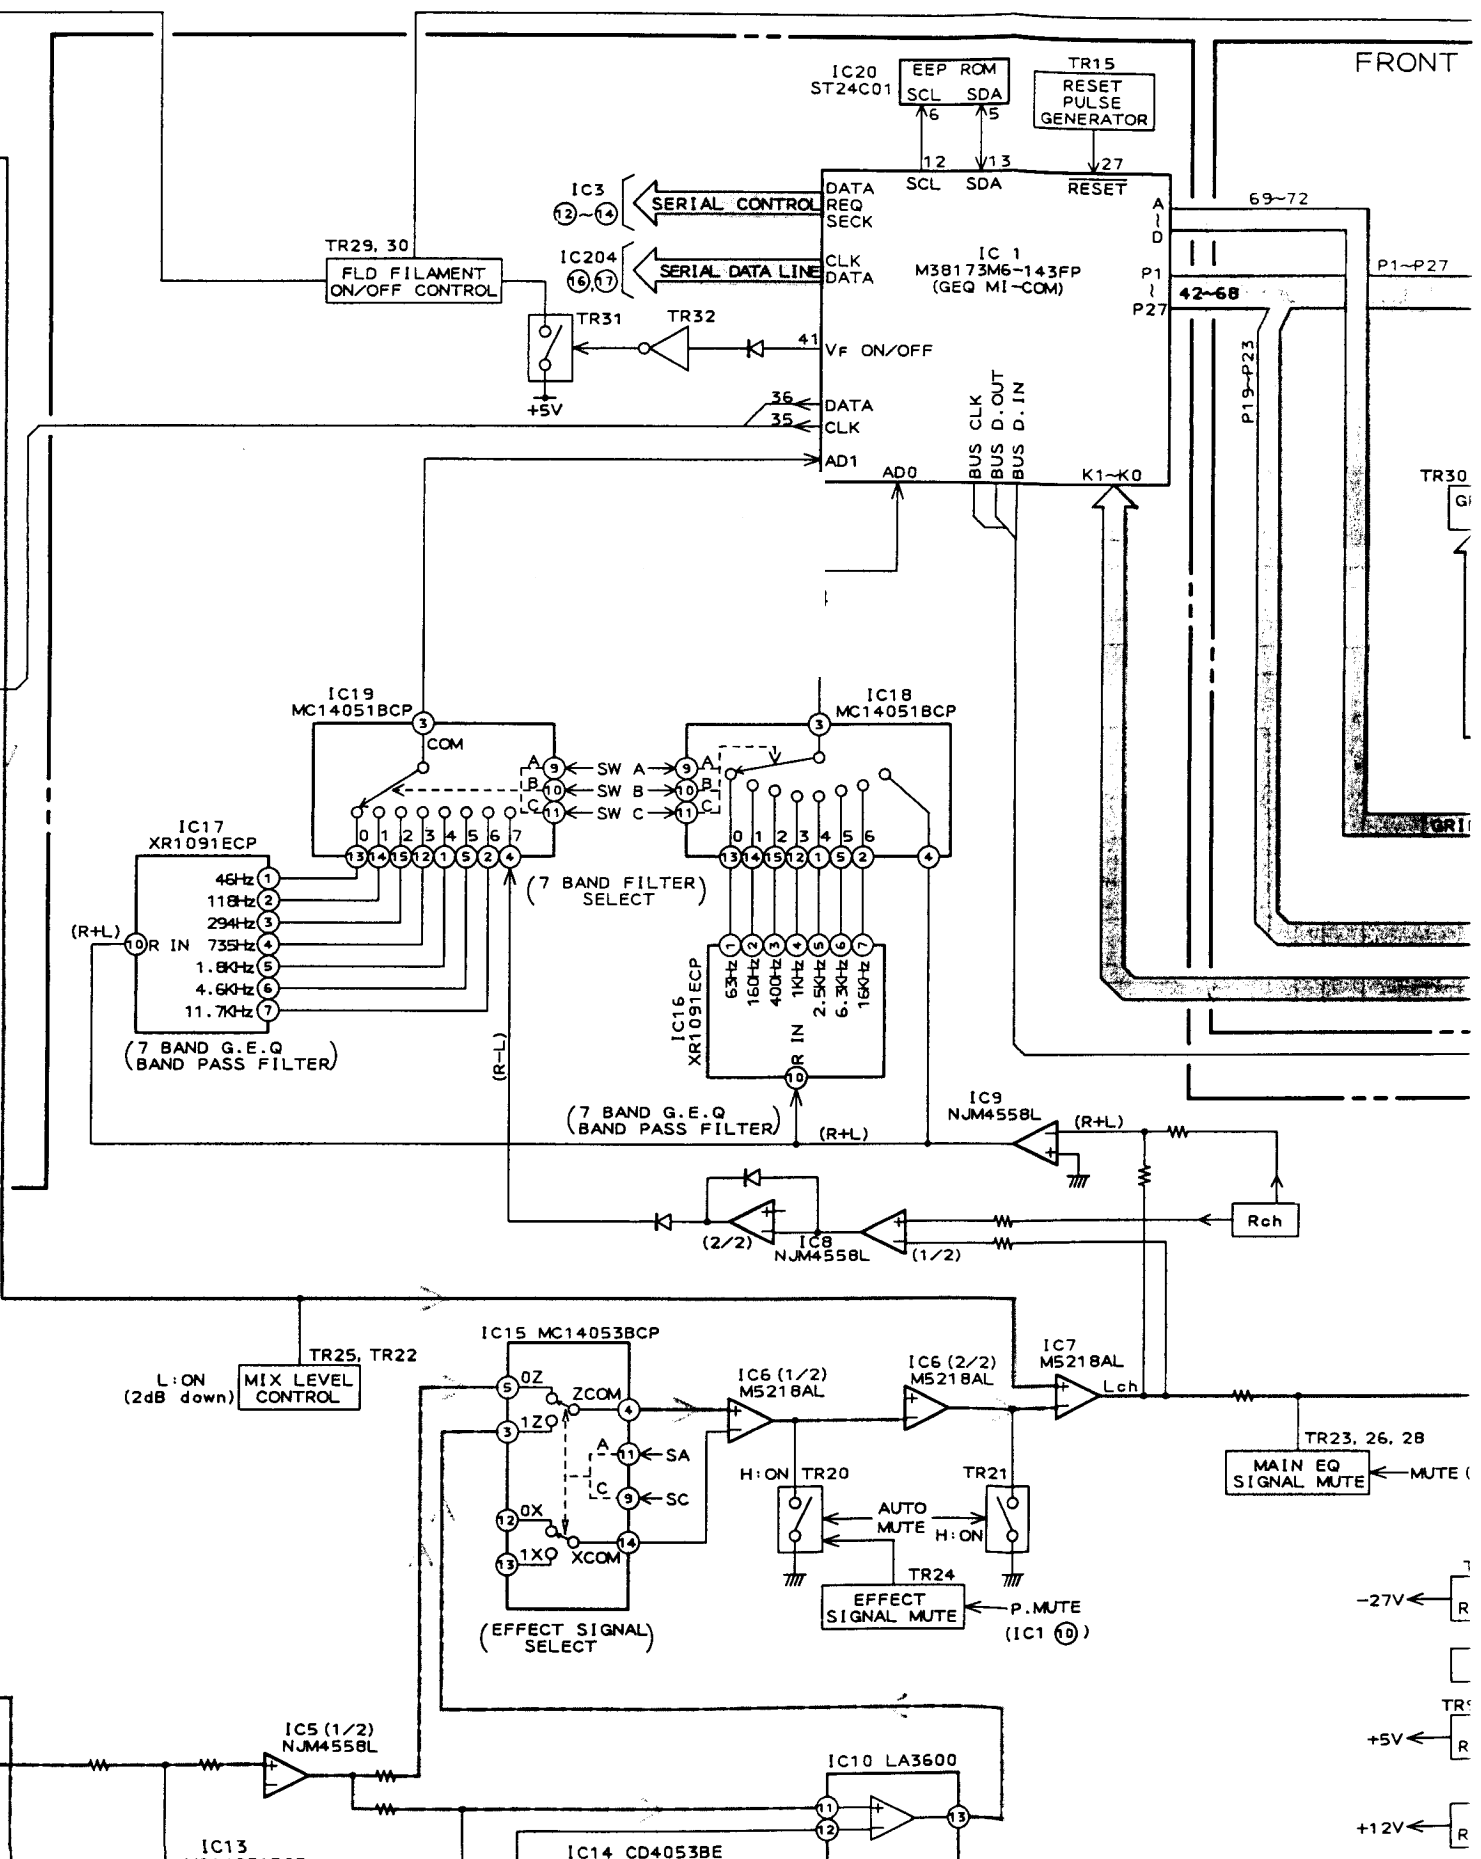 FRONT
IC20
ST24C01
EEP ROM
SCL SDA
6 5
TR15
RESET
PULSE
GENERATOR
12 13 27
SCL SDA RESET
IC3
12~14
SERIAL CONTROL
DATA
REQ
SECK
A
~
D
69~72
TR29, 30
FLD FILAMENT
ON/OFF CONTROL
IC204
16,17
SERIAL DATA LINE
CLK
DATA
IC 1
M38173M6-143FP
(GEQ MI-COM)
P1
~
P27
42~68
P1~P27
P19~P23
TR31
TR32
+5V
41
VF ON/OFF
36
DATA
35
CLK
AD1
AD0
BUS CLK
BUS D.OUT
BUS D.IN
K1~K0
TR30
IC19
MC14051BCP
3
COM
A 9
B 10
C 11
SW A
SW B
SW C
0 1 2 3 4 5 6 7
13 14 15 12 1 5 2 4
(7 BAND FILTER)
SELECT
IC18
MC14051BCP
3
9 A
10 B
11 C
0 1 2 3 4 5 6
13 14 15 12 1 5 2 4
IC17
XR1091ECP
46Hz 1
118Hz 2
294Hz 3
735Hz 4
1.8KHz 5
4.6KHz 6
11.7KHz 7
(R+L)
10 R IN
(7 BAND G.E.Q
BAND PASS FILTER)
(R-L)
IC16
XR1091ECP
1 2 3 4 5 6 7
63Hz
160Hz
400Hz
1KHz
2.5KHz
6.3KHz
16KHz
R IN
10
(7 BAND G.E.Q
BAND PASS FILTER)
(R+L)
IC9
NJM4558L
(R+L)
Rch
(2/2)
IC8
NJM4558L
(1/2)
TR25, TR22
L:ON
(2dB down)
MIX LEVEL
CONTROL
IC15 MC14053BCP
5 0Z
ZCOM 4
3 1Z
A 11 SA
C 9 SC
12 0X
13 1X
XCOM 14
(EFFECT SIGNAL)
SELECT
IC6 (1/2)
M5218AL
IC6 (2/2)
M5218AL
IC7
M5218AL
Lch
H:ON TR20
TR21
AUTO
MUTE
H:ON
TR24
EFFECT
SIGNAL MUTE
P.MUTE
(IC1 10)
TR23, 26, 28
MAIN EQ
SIGNAL MUTE
MUTE (
-27V
R
+5V
R
+12V
R
IC5 (1/2)
NJM4558L
IC10 LA3600
11
12
13
IC13
IC14 CD4053BE